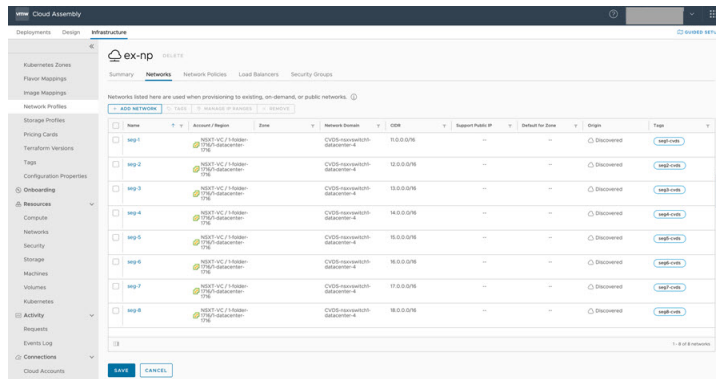 vmw Cloud Assembly
Deployments Design Infrastructure
GUIDED SETUP
Kubernetes Zones
Flavor Mappings
Image Mappings
Network Profiles
Storage Profiles
Pricing Cards
Terraform Versions
Tags
Configuration Properties
Onboarding
Resources
Compute
Networks
Security
Storage
Machines
Volumes
Kubernetes
Activity
Requests
Events Log
Connections
Cloud Accounts
ex-np DELETE
Summary Networks Network Policies Load Balancers Security Groups
Networks listed here are used when provisioning to existing, on-demand, or public networks.
+ ADD NETWORK TAGS MANAGE IP RANGES REMOVE
Name Account / Region Zone Network Domain CIDR Support Public IP Default for Zone Origin Tags
seg-1 NSXT-VC / 1-folder-1716/1-datacenter-1716 CVDS-nsxvswitch1-datacenter-4 11.0.0.0/16 -- -- Discovered seg1-cvds
seg-2 NSXT-VC / 1-folder-1716/1-datacenter-1716 CVDS-nsxvswitch1-datacenter-4 12.0.0.0/16 -- -- Discovered seg2-cvds
seg-3 NSXT-VC / 1-folder-1716/1-datacenter-1716 CVDS-nsxvswitch1-datacenter-4 13.0.0.0/16 -- -- Discovered seg3-cvds
seg-4 NSXT-VC / 1-folder-1716/1-datacenter-1716 CVDS-nsxvswitch1-datacenter-4 14.0.0.0/16 -- -- Discovered seg4-cvds
seg-5 NSXT-VC / 1-folder-1716/1-datacenter-1716 CVDS-nsxvswitch1-datacenter-4 15.0.0.0/16 -- -- Discovered seg5-cvds
seg-6 NSXT-VC / 1-folder-1716/1-datacenter-1716 CVDS-nsxvswitch1-datacenter-4 16.0.0.0/16 -- -- Discovered seg6-cvds
seg-7 NSXT-VC / 1-folder-1716/1-datacenter-1716 CVDS-nsxvswitch1-datacenter-4 17.0.0.0/16 -- -- Discovered seg7-cvds
seg-8 NSXT-VC / 1-folder-1716/1-datacenter-1716 CVDS-nsxvswitch1-datacenter-4 18.0.0.0/16 -- -- Discovered seg8-cvds
1 - 8 of 8 networks
SAVE CANCEL